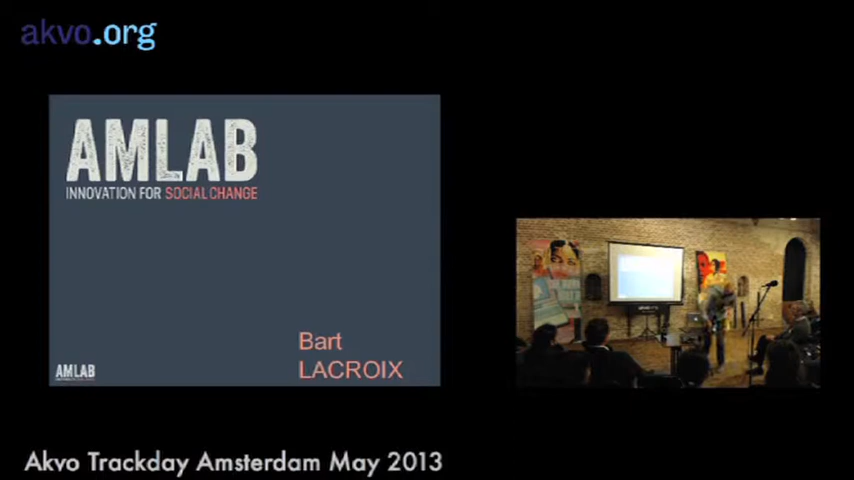 akvo.org
AMLAB
INNOVATION FOR SOCIAL CHANGE
Bart
LACROIX
AMLAB
Akvo Trackday Amsterdam May 2013